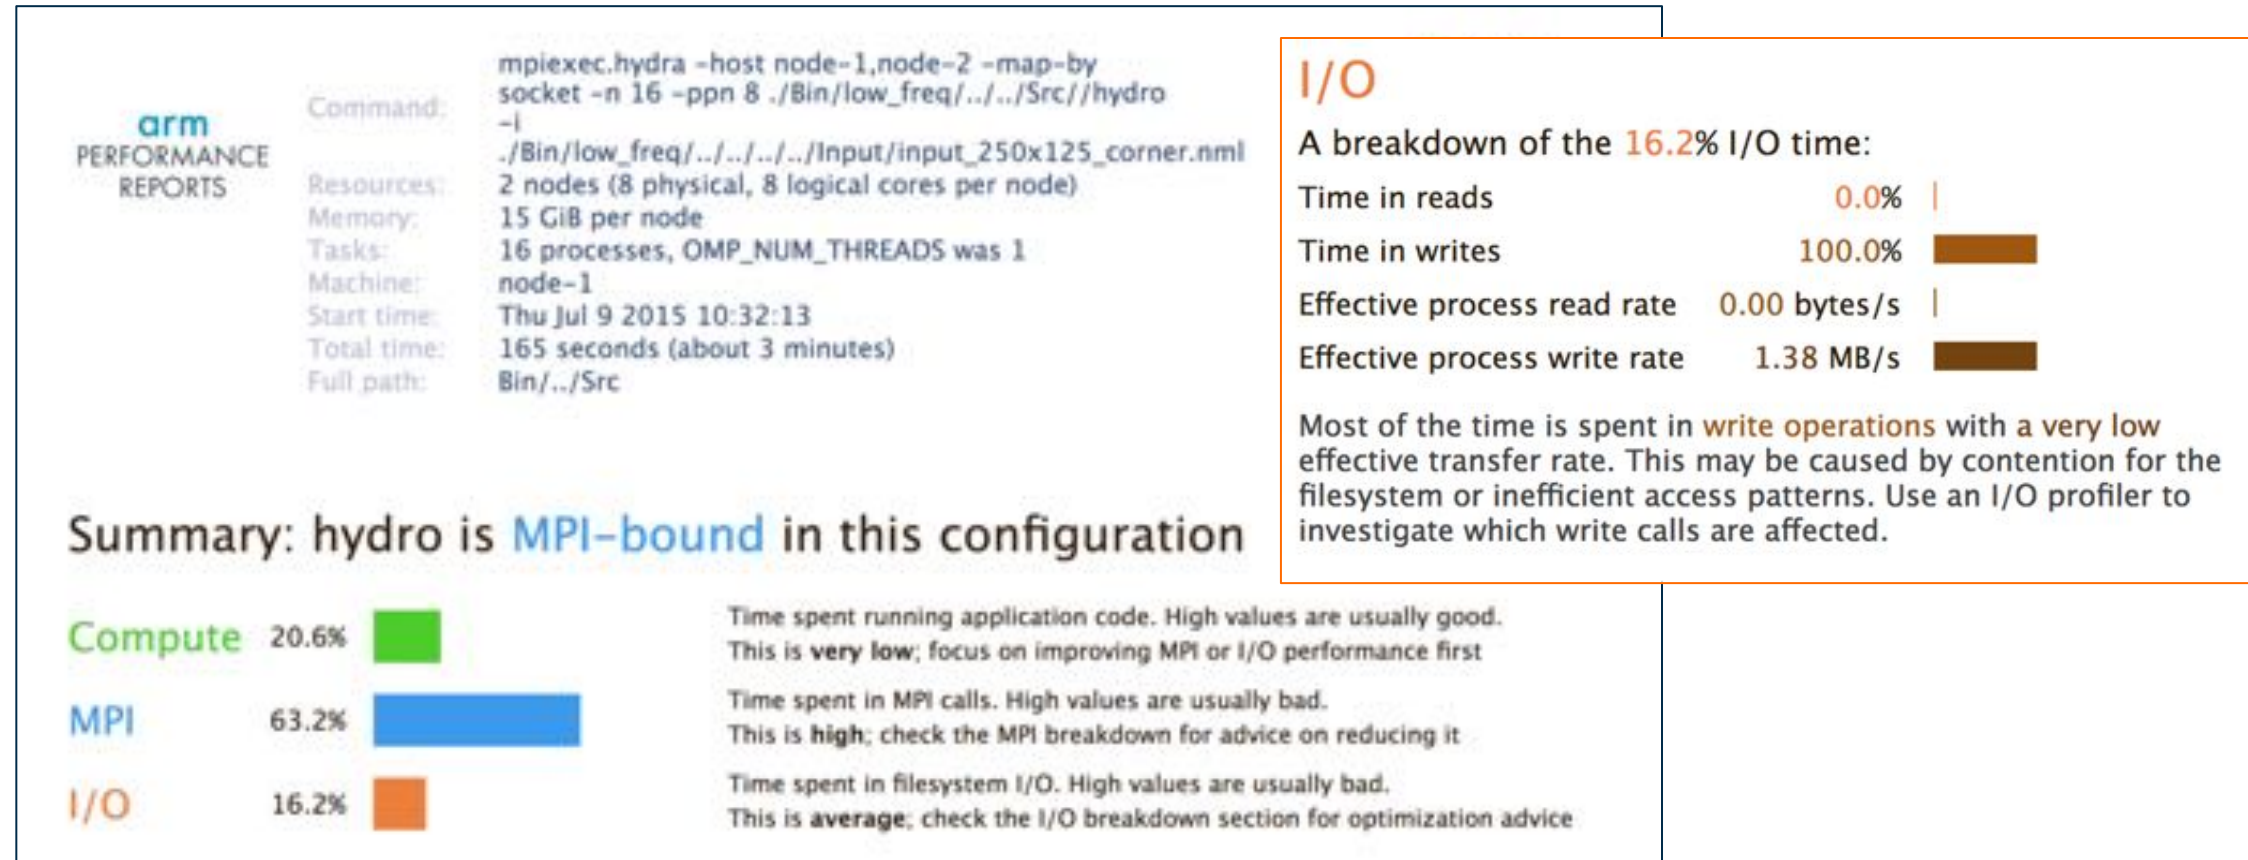 arm
PERFORMANCE
REPORTS
Command:
mpiexec.hydra -host node-1,node-2 -map-by
socket -n 16 -ppn 8 ./Bin/low_freq/../../Src//hydro
-i
./Bin/low_freq/../../../../Input/input_250x125_corner.nml
Resources: 2 nodes (8 physical, 8 logical cores per node)
Memory: 15 GiB per node
Tasks: 16 processes, OMP_NUM_THREADS was 1
Machine: node-1
Start time: Thu Jul 9 2015 10:32:13
Total time: 165 seconds (about 3 minutes)
Full path: Bin/../Src
I/O
A breakdown of the 16.2% I/O time:
Time in reads 0.0%
Time in writes 100.0%
Effective process read rate 0.00 bytes/s
Effective process write rate 1.38 MB/s
Most of the time is spent in write operations with a very low
effective transfer rate. This may be caused by contention for the
filesystem or inefficient access patterns. Use an I/O profiler to
investigate which write calls are affected.
Summary: hydro is MPI-bound in this configuration
Compute 20.6%
Time spent running application code. High values are usually good.
This is very low; focus on improving MPI or I/O performance first
MPI 63.2%
Time spent in MPI calls. High values are usually bad.
This is high; check the MPI breakdown for advice on reducing it
I/O 16.2%
Time spent in filesystem I/O. High values are usually bad.
This is average; check the I/O breakdown section for optimization advice